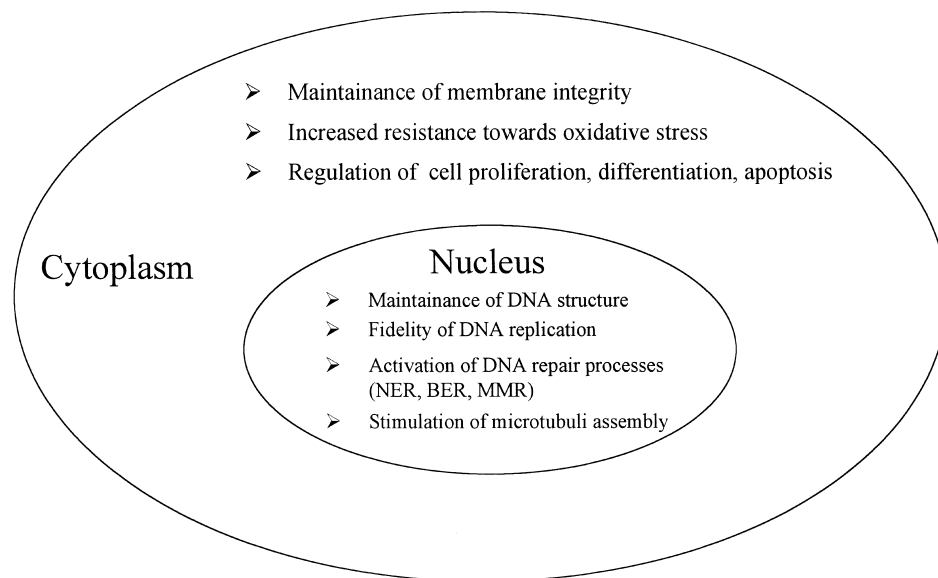 ➢ Maintainance of membrane integrity
➢ Increased resistance towards oxidative stress
➢ Regulation of cell proliferation, differentiation, apoptosis
Cytoplasm
Nucleus
➢ Maintainance of DNA structure
➢ Fidelity of DNA replication
➢ Activation of DNA repair processes
(NER, BER, MMR)
➢ Stimulation of microtubuli assembly